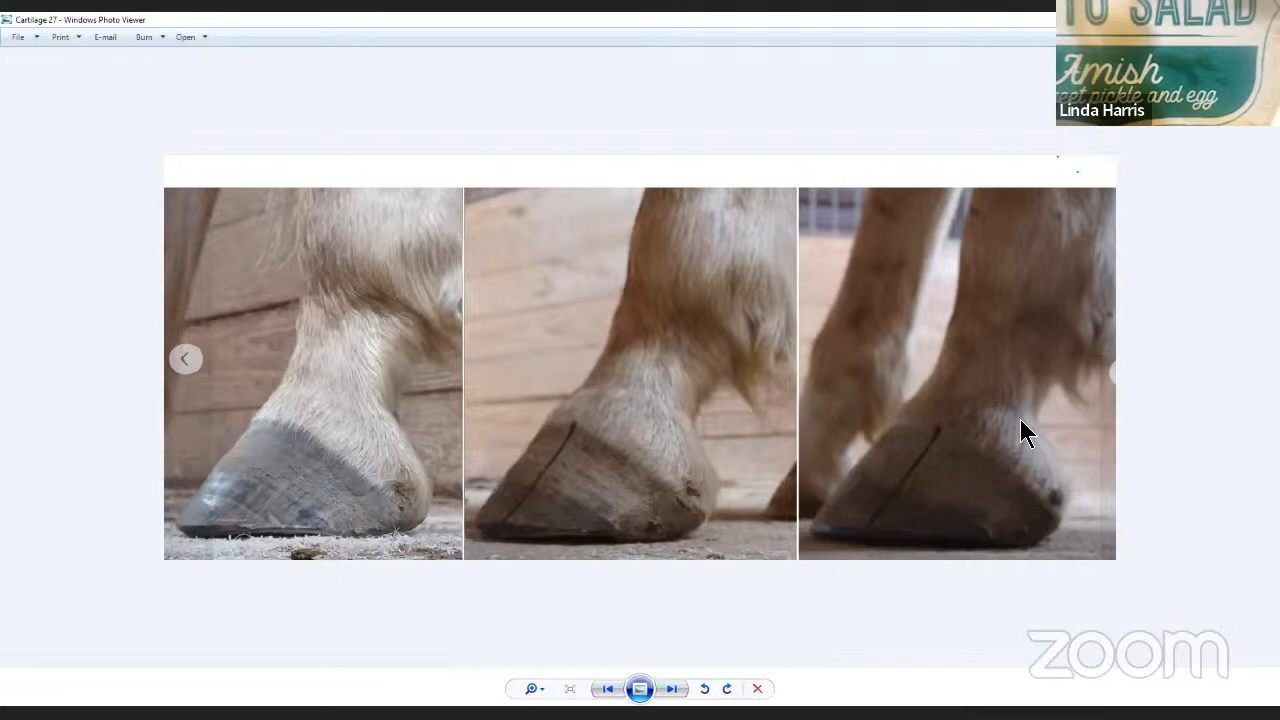 Cartilage 27 - Windows Photo Viewer
File Print E-mail Burn Open
TO SALAD
Amish
pickle and egg
Linda Harris
zoom